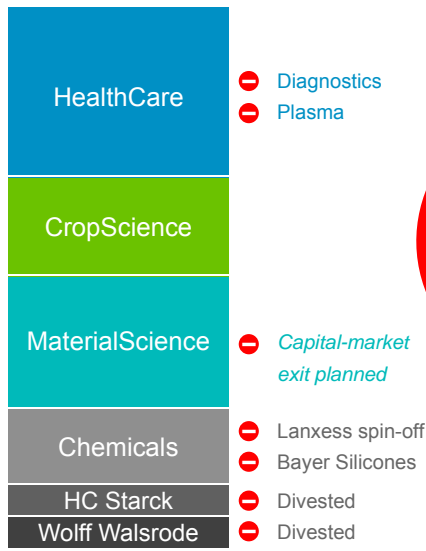 HealthCare
Diagnostics
Plasma
CropScience
MaterialScience
Capital-market
exit planned
Chemicals
Lanxess spin-off
Bayer Silicones
HC Starck
Divested
Wolff Walsrode
Divested